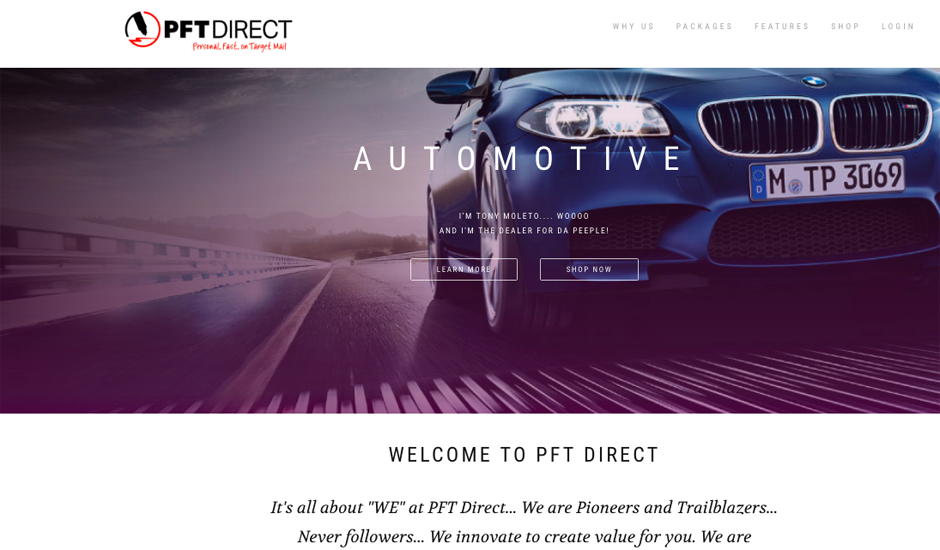 PFTDIRECT
Personal, Fast, on Target Mail
WHY US PACKAGES FEATURES SHOP LOGIN
AUTOMOTIVE
M TP 3069
D
I'M TONY MOLETO.... WOOOO
AND I'M THE DEALER FOR DA PEEPLE!
LEARN MORE SHOP NOW
WELCOME TO PFT DIRECT
It's all about "WE" at PFT Direct... We are Pioneers and Trailblazers...
Never followers... We innovate to create value for you. We are